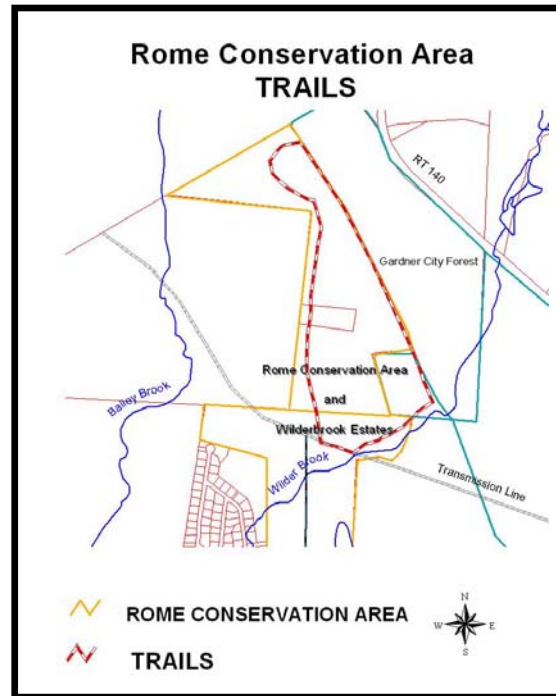 Rome Conservation Area
TRAILS
RT 140
Gardner City Forest
Rome Conservation Area
and
Wilderbrook Estates
Bailey Brook
Wilder Brook
Transmission Line
ROME CONSERVATION AREA
TRAILS
N
W E
S